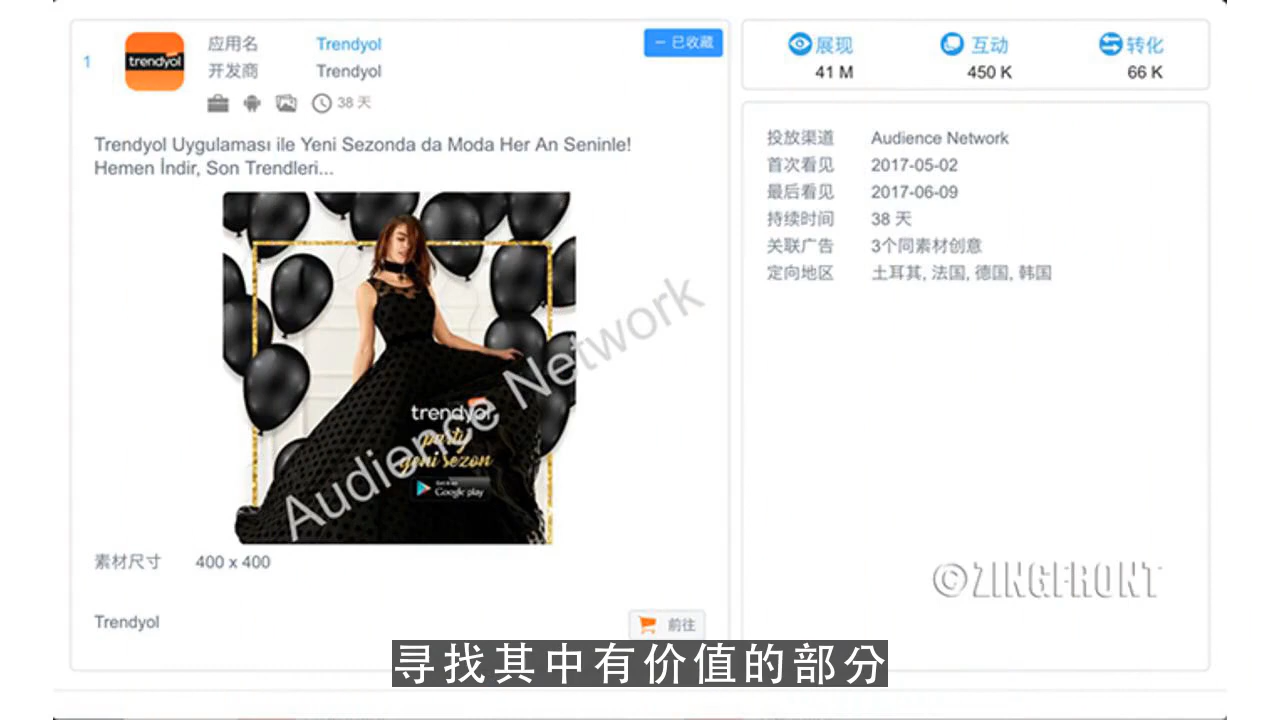 1
trendyol
应用名 Trendyol
开发商 Trendyol
38 天
一 已收藏
Trendyol Uygulaması ile Yeni Sezonda da Moda Her An Seninle!
Hemen İndir, Son Trendleri...
Audience Network
trendyol
party
yeni sezon
Get it on
Google play
素材尺寸 400 x 400
Trendyol
前往
展现 互动 转化
41 M 450 K 66 K
投放渠道 Audience Network
首次看见 2017-05-02
最后看见 2017-06-09
持续时间 38 天
关联广告 3个同素材创意
定向地区 土耳其, 法国, 德国, 韩国
©ZINGFRONT
寻找其中有价值的部分